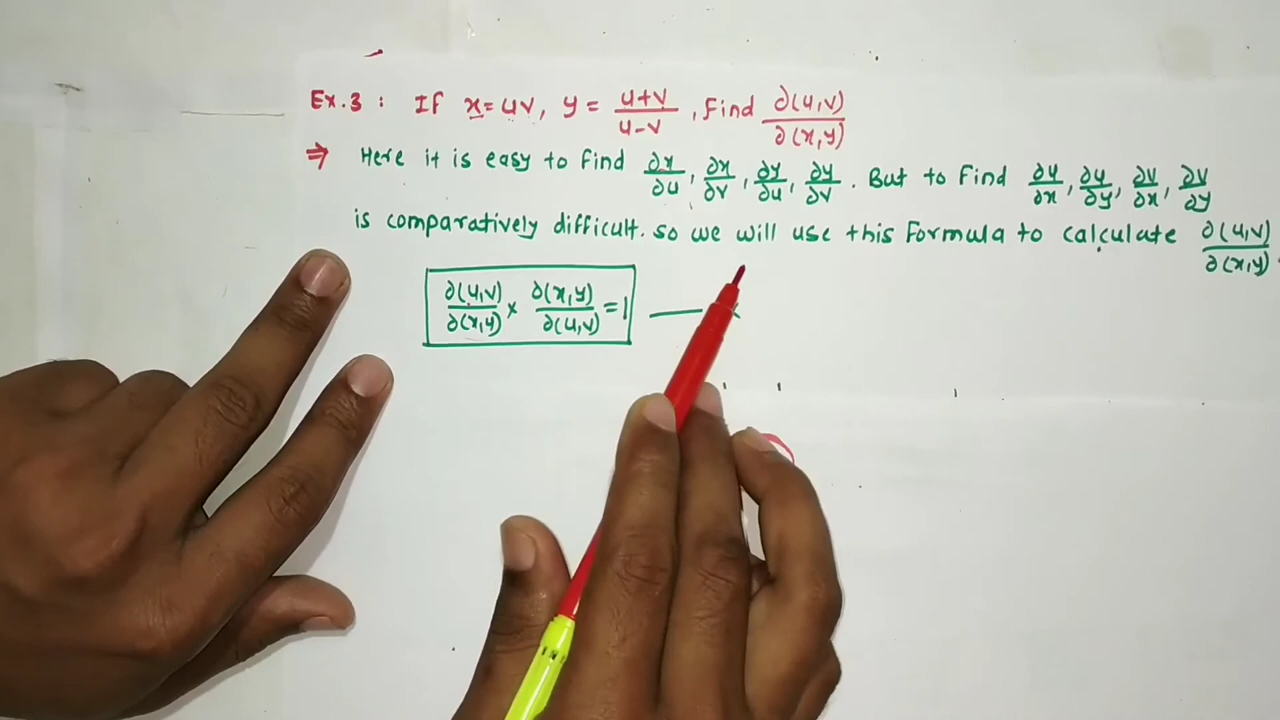 Ex.3 : If x=uv, y = u+v/u-v , find ∂(u,v)/∂(x,y)
⇒ Here it is easy to find ∂x/∂u, ∂x/∂v, ∂y/∂u, ∂y/∂v. But to find ∂u/∂x, ∂u/∂y, ∂v/∂x, ∂v/∂y
is comparatively difficult. so we will use this formula to calculate ∂(u,v)/∂(x,y).
∂(u,v)/∂(x,y) × ∂(x,y)/∂(u,v) = 1